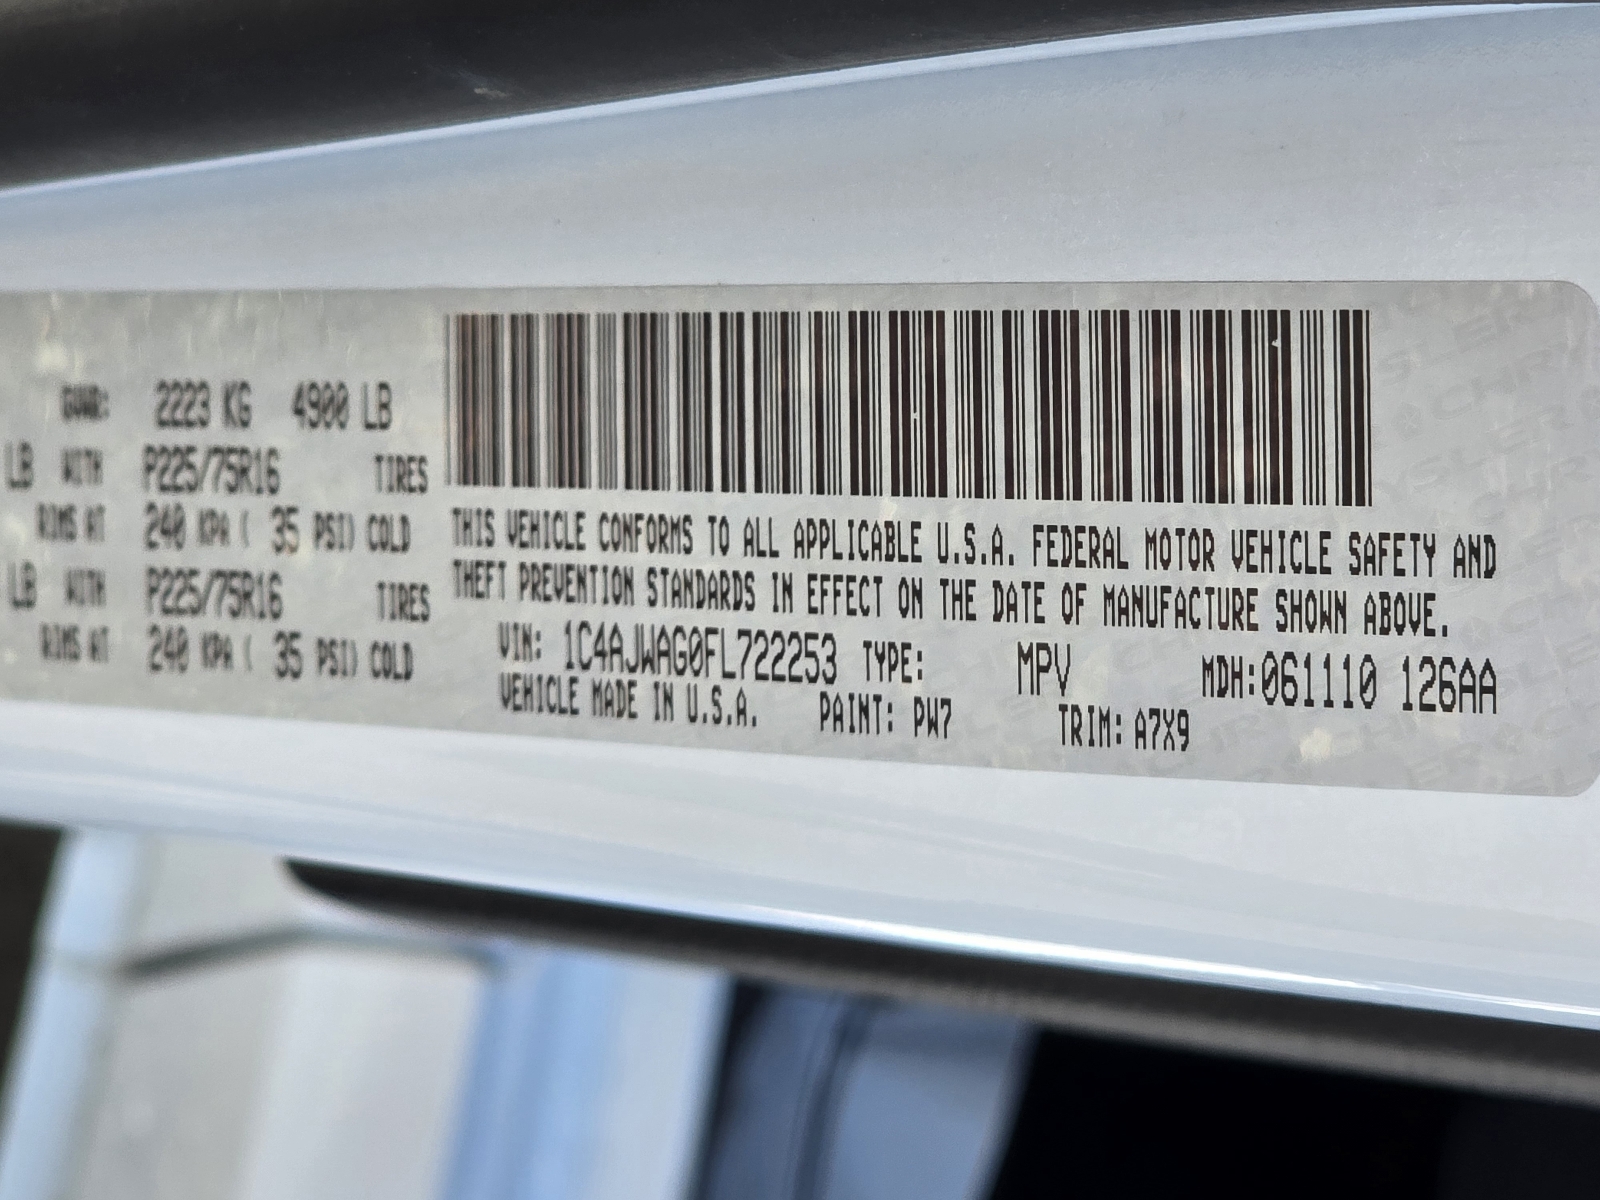 GVWR: 2223 KG 4900 LB
LB WITH P225/75R16 TIRES
RIMS AT 240 KPA ( 35 PSI) COLD
LB WITH P225/75R16 TIRES
RIMS AT 240 KPA ( 35 PSI) COLD
THIS VEHICLE CONFORMS TO ALL APPLICABLE U.S.A. FEDERAL MOTOR VEHICLE SAFETY AND
THEFT PREVENTION STANDARDS IN EFFECT ON THE DATE OF MANUFACTURE SHOWN ABOVE.
VIN: 1C4AJWAG0FL722253 TYPE: MPV MDH:061110 126AA
VEHICLE MADE IN U.S.A. PAINT: PW7 TRIM: A7X9